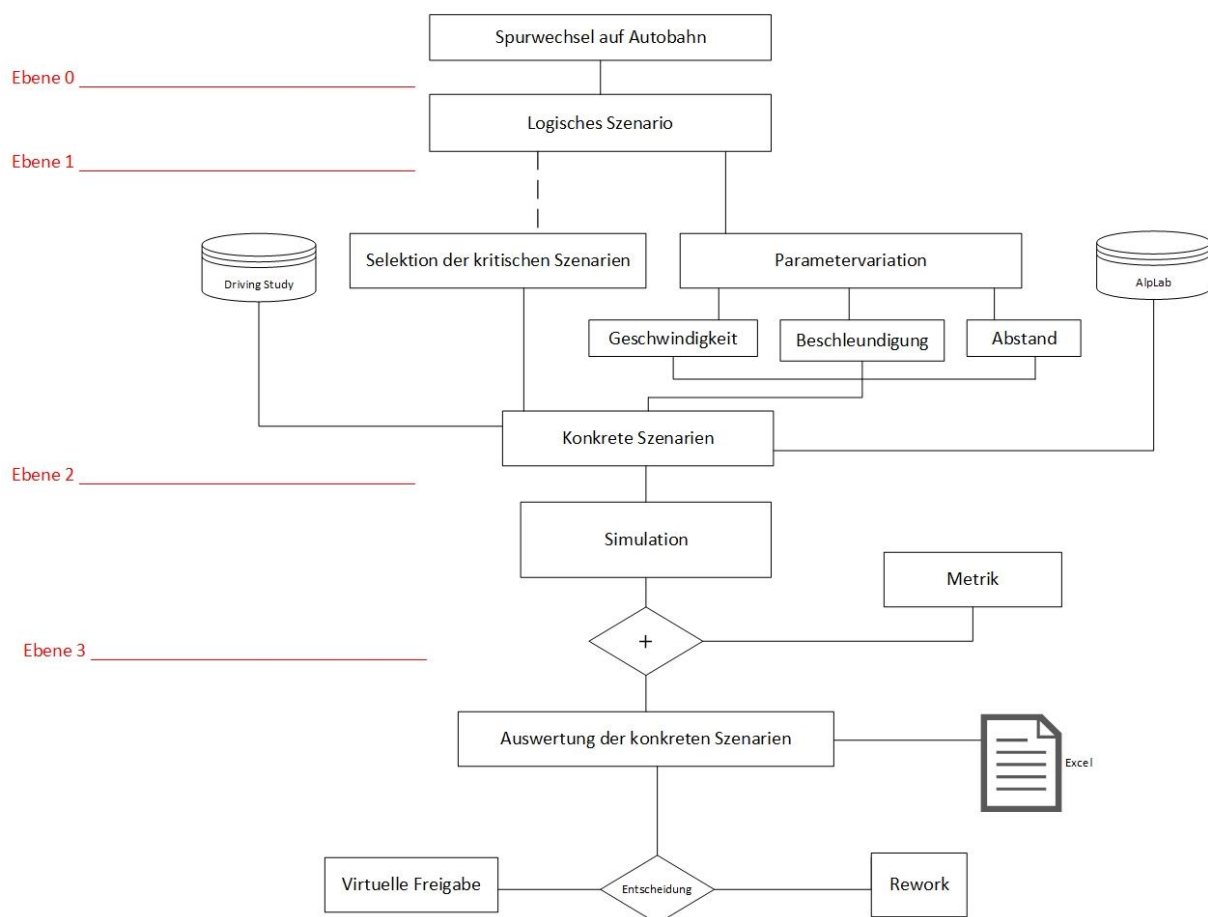 Spurwechsel auf Autobahn
Ebene 0
Logisches Szenario
Ebene 1
Driving Study
Selektion der kritischen Szenarien
Parametervariation
AlpLab
Geschwindigkeit
Beschleundigung
Abstand
Konkrete Szenarien
Ebene 2
Simulation
Metrik
+
Ebene 3
Auswertung der konkreten Szenarien
Excel
Virtuelle Freigabe
Entscheidung
Rework